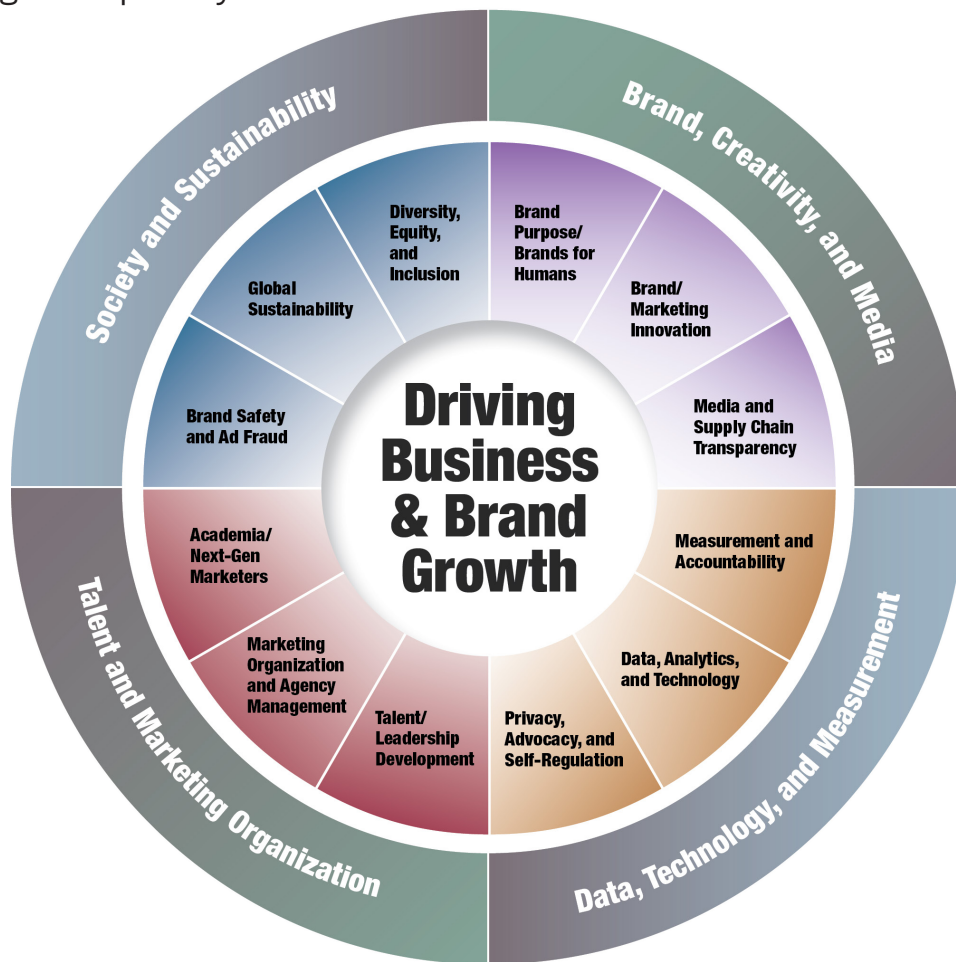 Society and Sustainability
Brand, Creativity, and Media
Diversity,
Equity,
and
Inclusion
Brand
Purpose/
Brands for
Humans
Global
Sustainability
Brand/
Marketing
Innovation
Brand Safety
and Ad Fraud
Media and
Supply Chain
Transparency
Driving
Business
& Brand
Growth
Academia/
Next-Gen
Marketers
Measurement and
Accountability
Marketing
Organization
and Agency
Management
Data, Analytics,
and Technology
Talent/
Leadership
Development
Privacy,
Advocacy, and
Self-Regulation
Talent and Marketing Organization
Data, Technology, and Measurement